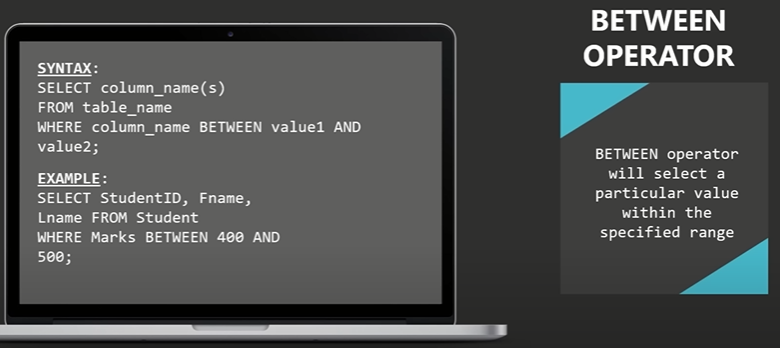 BETWEEN
OPERATOR
SYNTAX:
SELECT column_name(s)
FROM table_name
WHERE column_name BETWEEN value1 AND
value2;
EXAMPLE:
SELECT StudentID, Fname,
Lname FROM Student
WHERE Marks BETWEEN 400 AND
500;
BETWEEN operator
will select a
particular value
within the
specified range